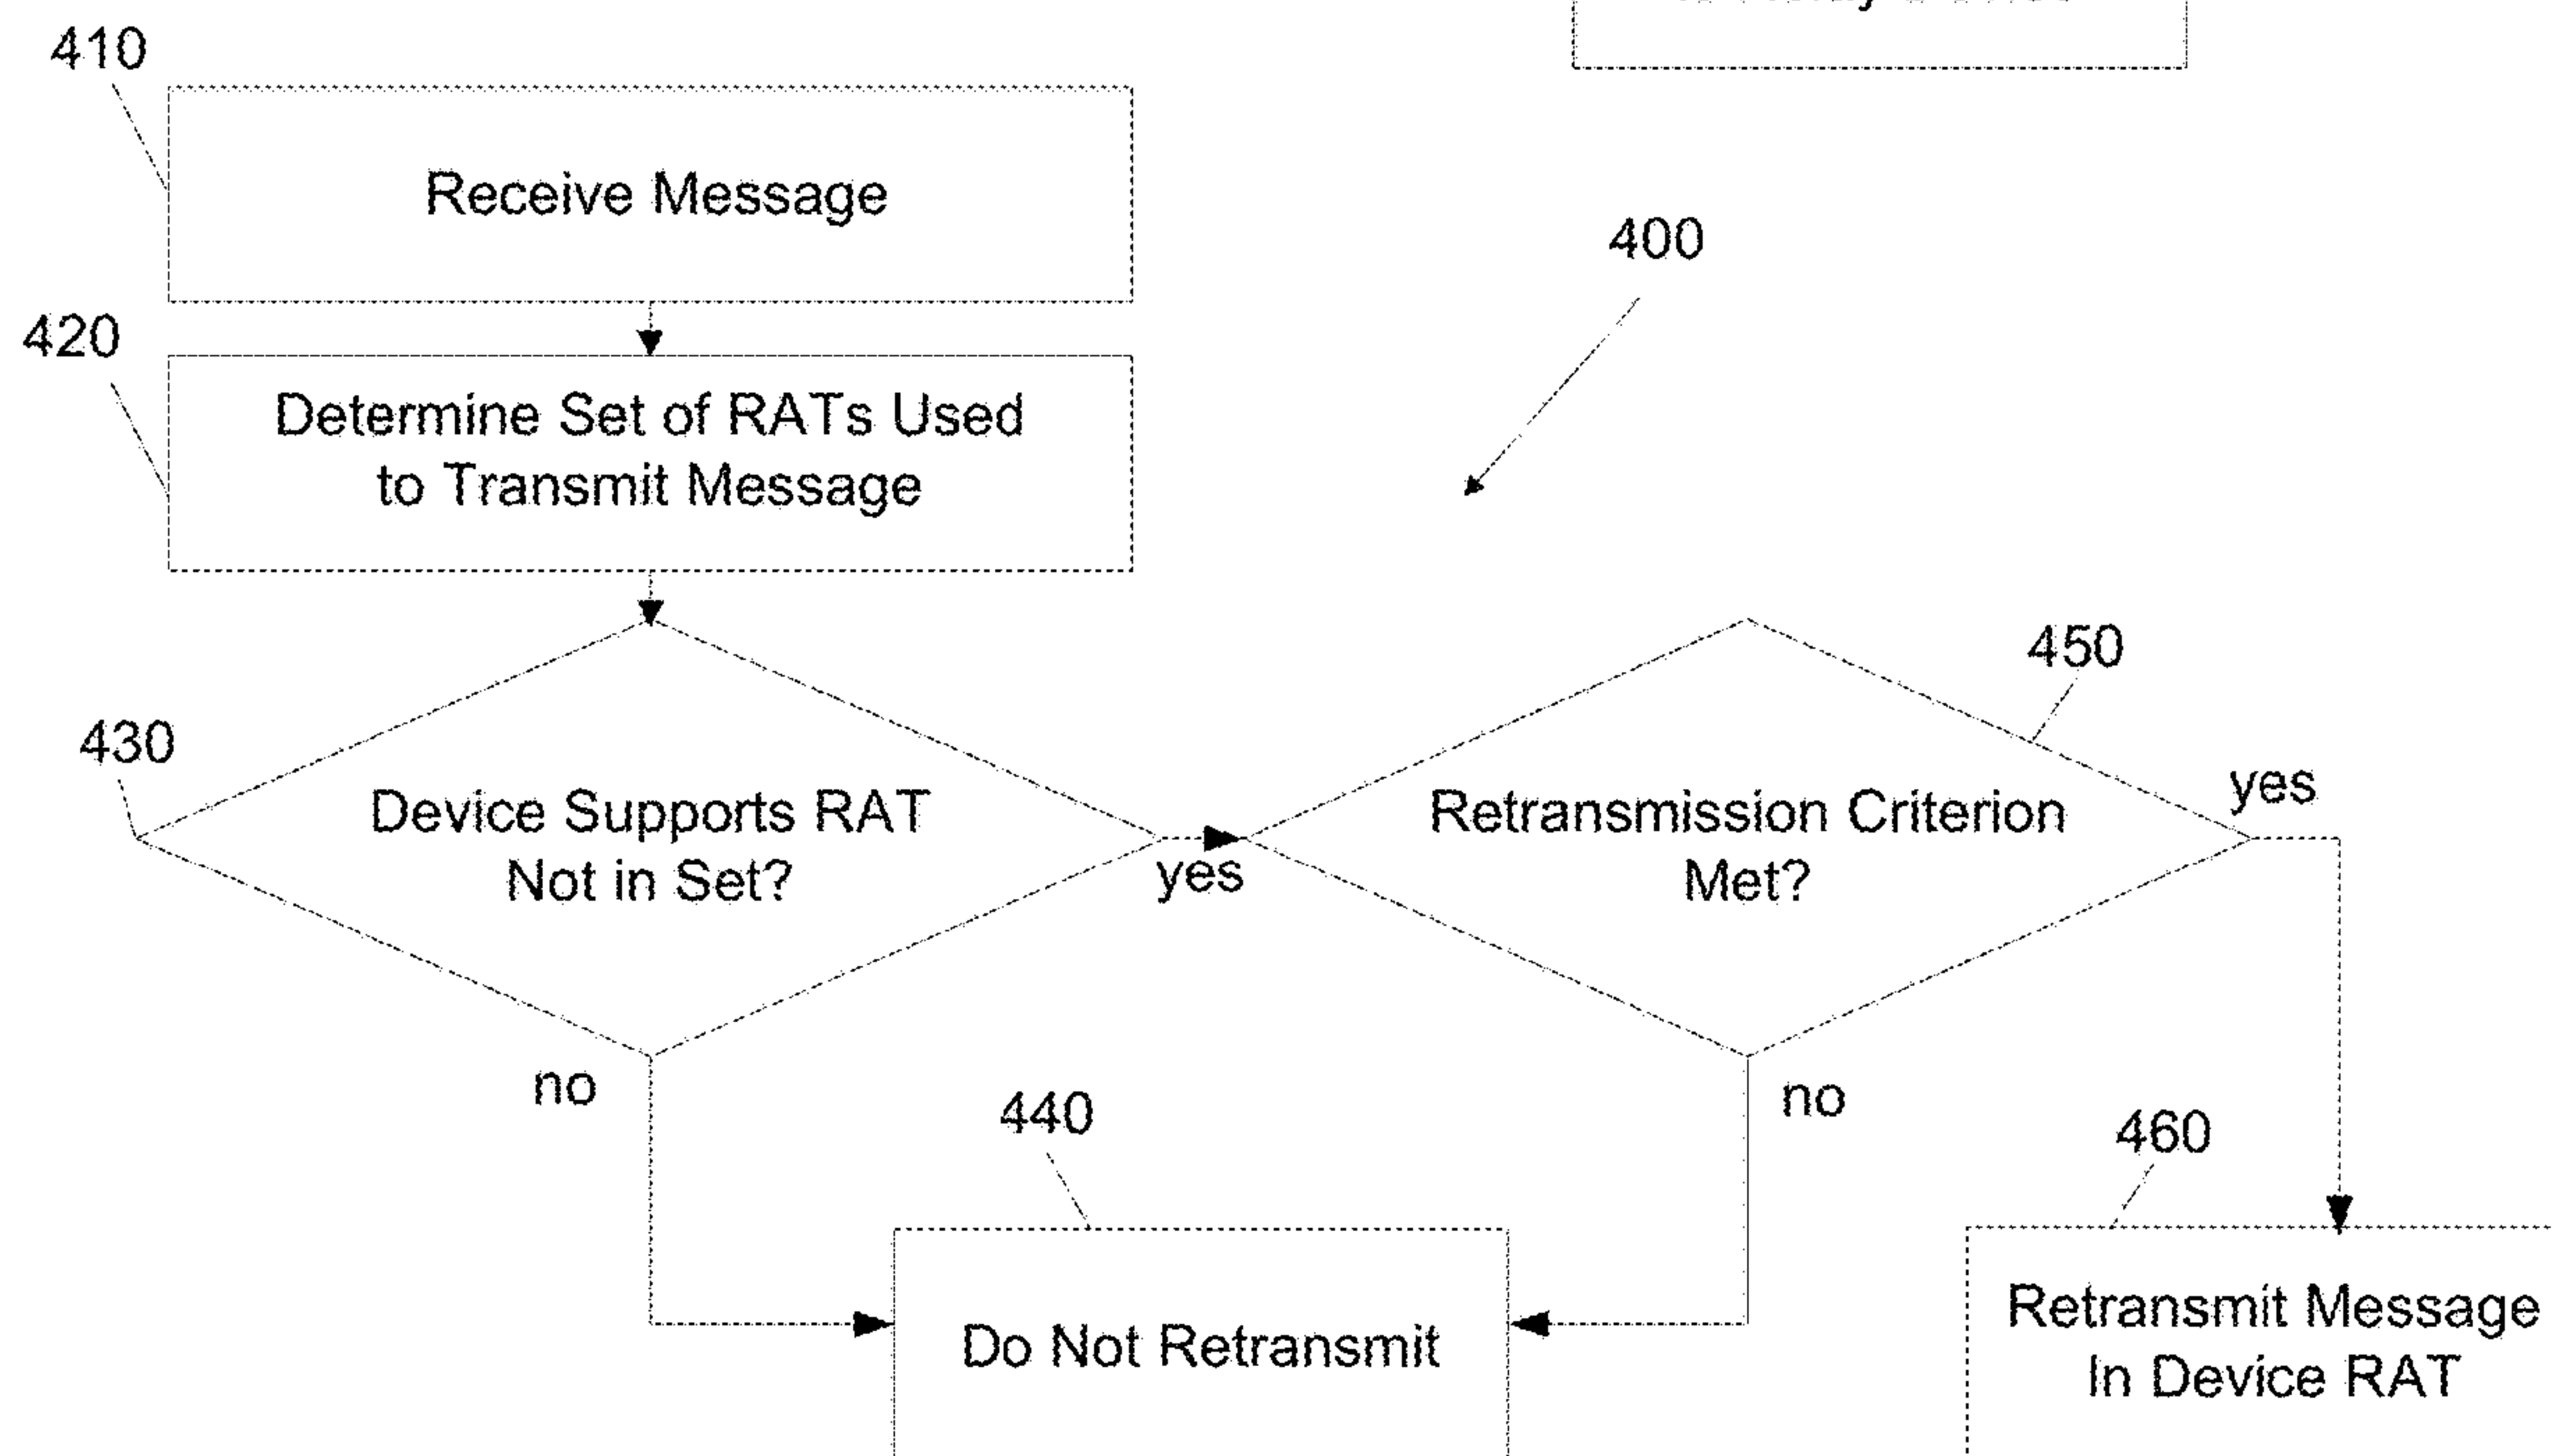 410
Receive Message
400
420
Determine Set of RATs Used
to Transmit Message
450
430
yes
Device Supports RAT
Not in Set?
yes
Retransmission Criterion
Met?
no
no
440
460
Do Not Retransmit
Retransmit Message
In Device RAT